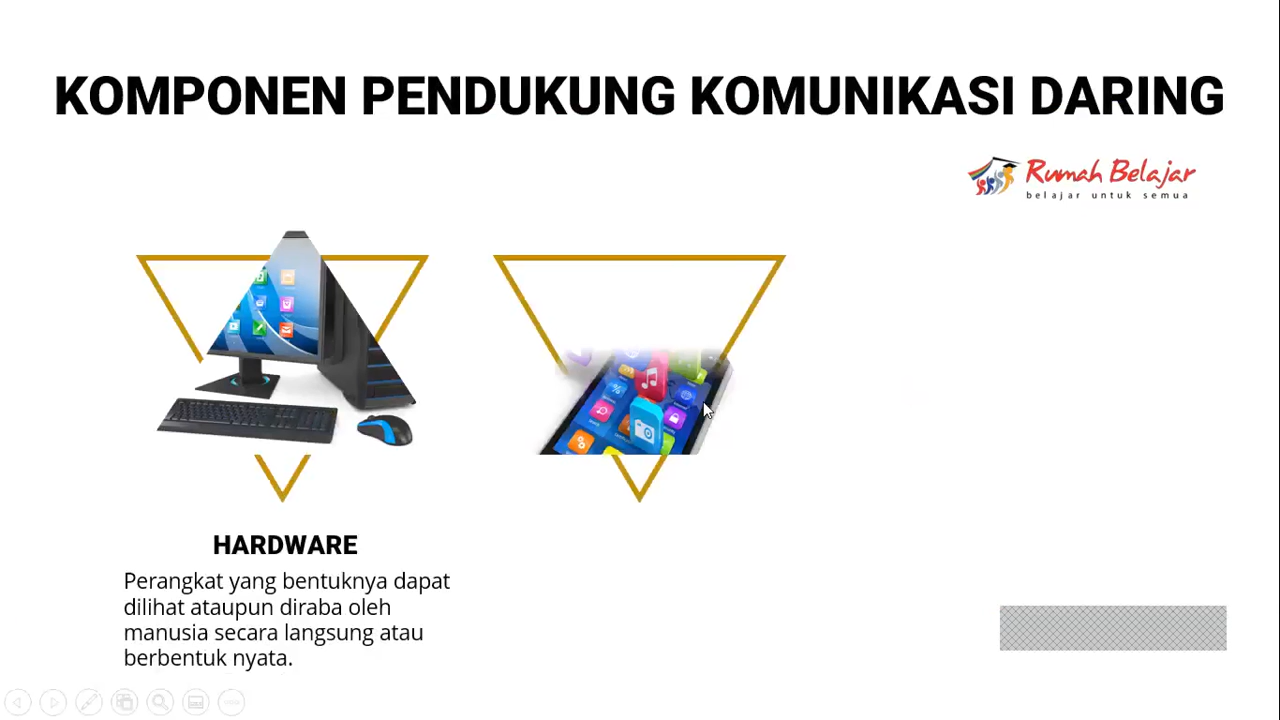 KOMPONEN PENDUKUNG KOMUNIKASI DARING
Rumah Belajar
belajar untuk semua
HARDWARE
Perangkat yang bentuknya dapat
dilihat ataupun diraba oleh
manusia secara langsung atau
berbentuk nyata.